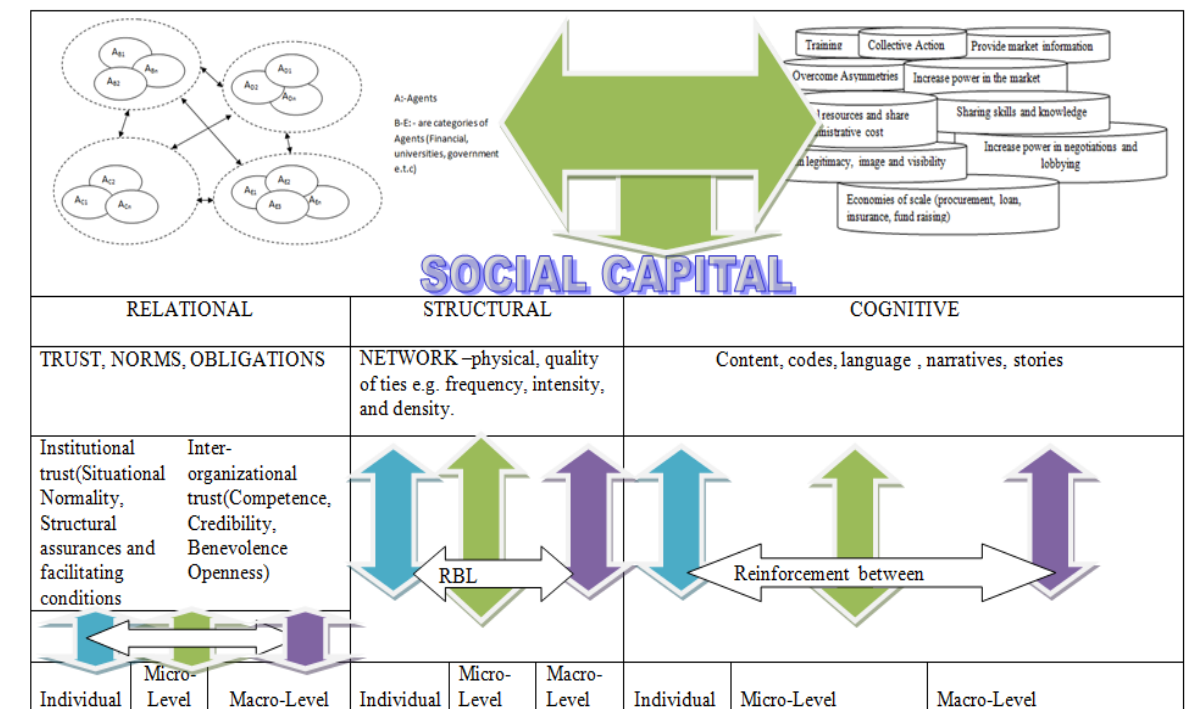 AB1
ABn
AB2
AD1
AD2
ADn
AC2
AC1
AE2
AE1
AE3
AEn
A:-Agents
B-E: - are categories of
Agents (Financial,
universities, government
e.t.c)
Training
Collective Action
Provide market information
Overcome Asymmetries
Increase power in the market
resources and share
cost
Sharing skills and knowledge
Increase power in negotiations and
lobbying
legitimacy, image and visibility
Economies of scale (procurement, loan,
insurance, fund raising)
SOCIAL CAPITAL
RELATIONAL
STRUCTURAL
COGNITIVE
TRUST, NORMS, OBLIGATIONS
NETWORK –physical, quality
of ties e.g. frequency, intensity,
and density.
Content, codes, language , narratives, stories
Institutional
trust(Situational
Normality,
Structural
assurances and
facilitating
conditions
Inter-
organizational
trust(Competence,
Credibility,
Benevolence
Openness)
RBL
Reinforcement between
Individual
Micro-
Level
Macro-Level
Individual
Micro-
Level
Macro-
Level
Individual
Micro-Level
Macro-Level